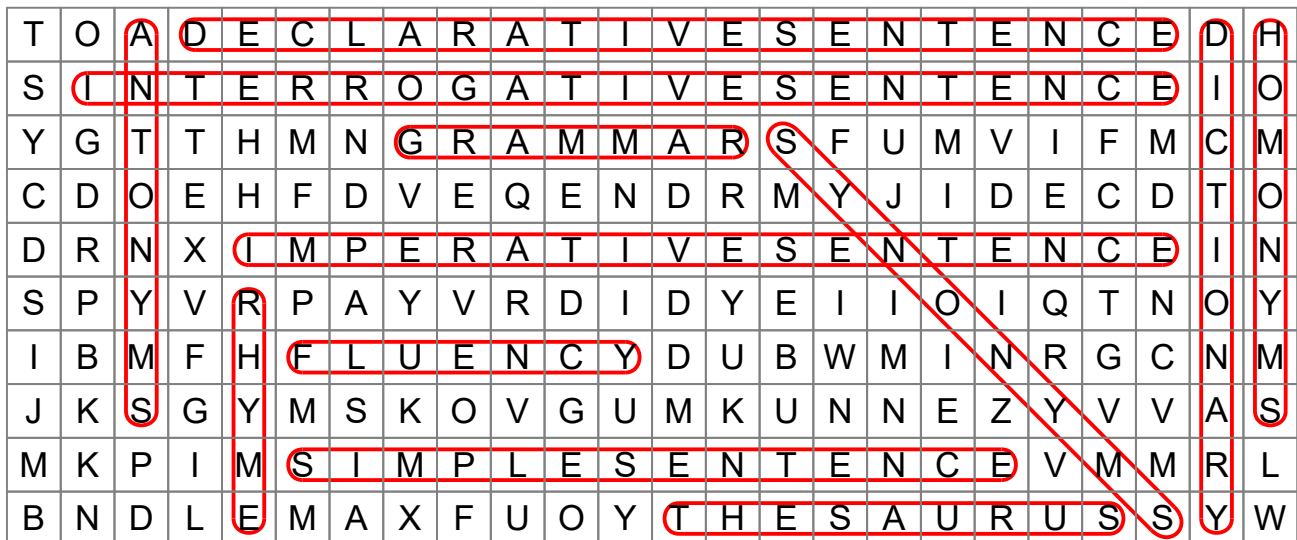 T O A D E C L A R A T I V E S E N T E N C E D H
S I N T E R R O G A T I V E S E N T E N C E I O
Y G T T H M N G R A M M A R S F U M V I F M C M
C D O E H F D V E Q E N D R M Y J I D E C D T O
D R N X I M P E R A T I V E S E N T E N C E I N
S P Y V R P A Y V R D I D Y E I I O I Q T N O Y
I B M F H F L U E N C Y D U B W M I N R G C N M
J K S G Y M S K O V G U M K U N N E Z Y V V A S
M K P I M S I M P L E S E N T E N C E V M M R L
B N D L E M A X F U O Y T H E S A U R U S S Y W